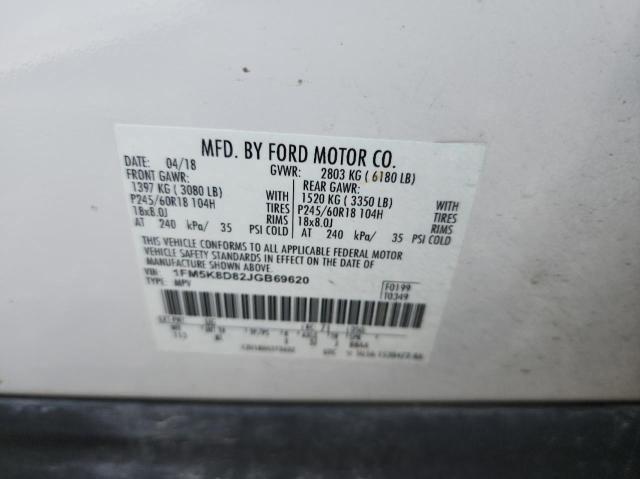 MFD. BY FORD MOTOR CO.
DATE: 04/18 GVWR: 2803 KG ( 6180 LB)
FRONT GAWR: REAR GAWR:
1397 KG ( 3080 LB) 1520 KG ( 3350 LB)
P245/60R18 104H TIRES P245/60R18 104H TIRES
18x8.0J RIMS 18x8.0J RIMS
AT 240 kPa/ 35 PSI COLD AT 240 kPa/ 35 PSI COLD
THIS VEHICLE CONFORMS TO ALL APPLICABLE FEDERAL MOTOR
VEHICLE SAFETY STANDARDS IN EFFECT ON THE DATE OF
MANUFACTURE SHOWN ABOVE.
VIN: 1FM5K8D82JGB69620 F0199
TYPE: MPV T0349